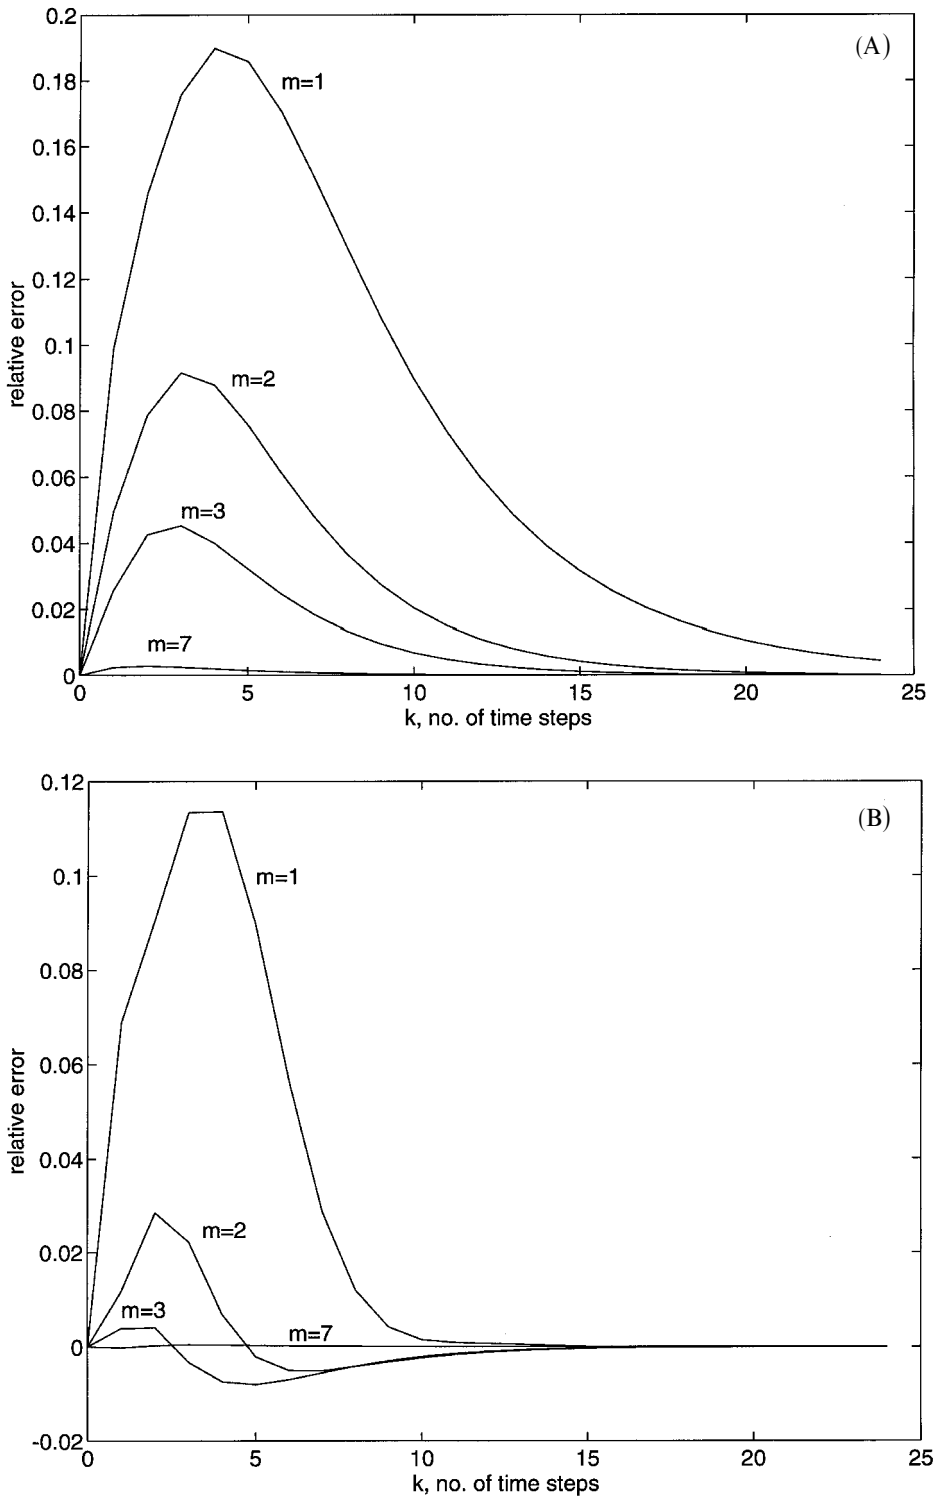 (A)
0.2
0.18
0.16
0.14
0.12
0.1
0.08
0.06
0.04
0.02
0
relative error
m=1
m=2
m=3
m=7
0 5 10 15 20 25
k, no. of time steps
(B)
0.12
0.1
0.08
0.06
0.04
0.02
0
-0.02
relative error
m=1
m=2
m=3
m=7
0 5 10 15 20 25
k, no. of time steps